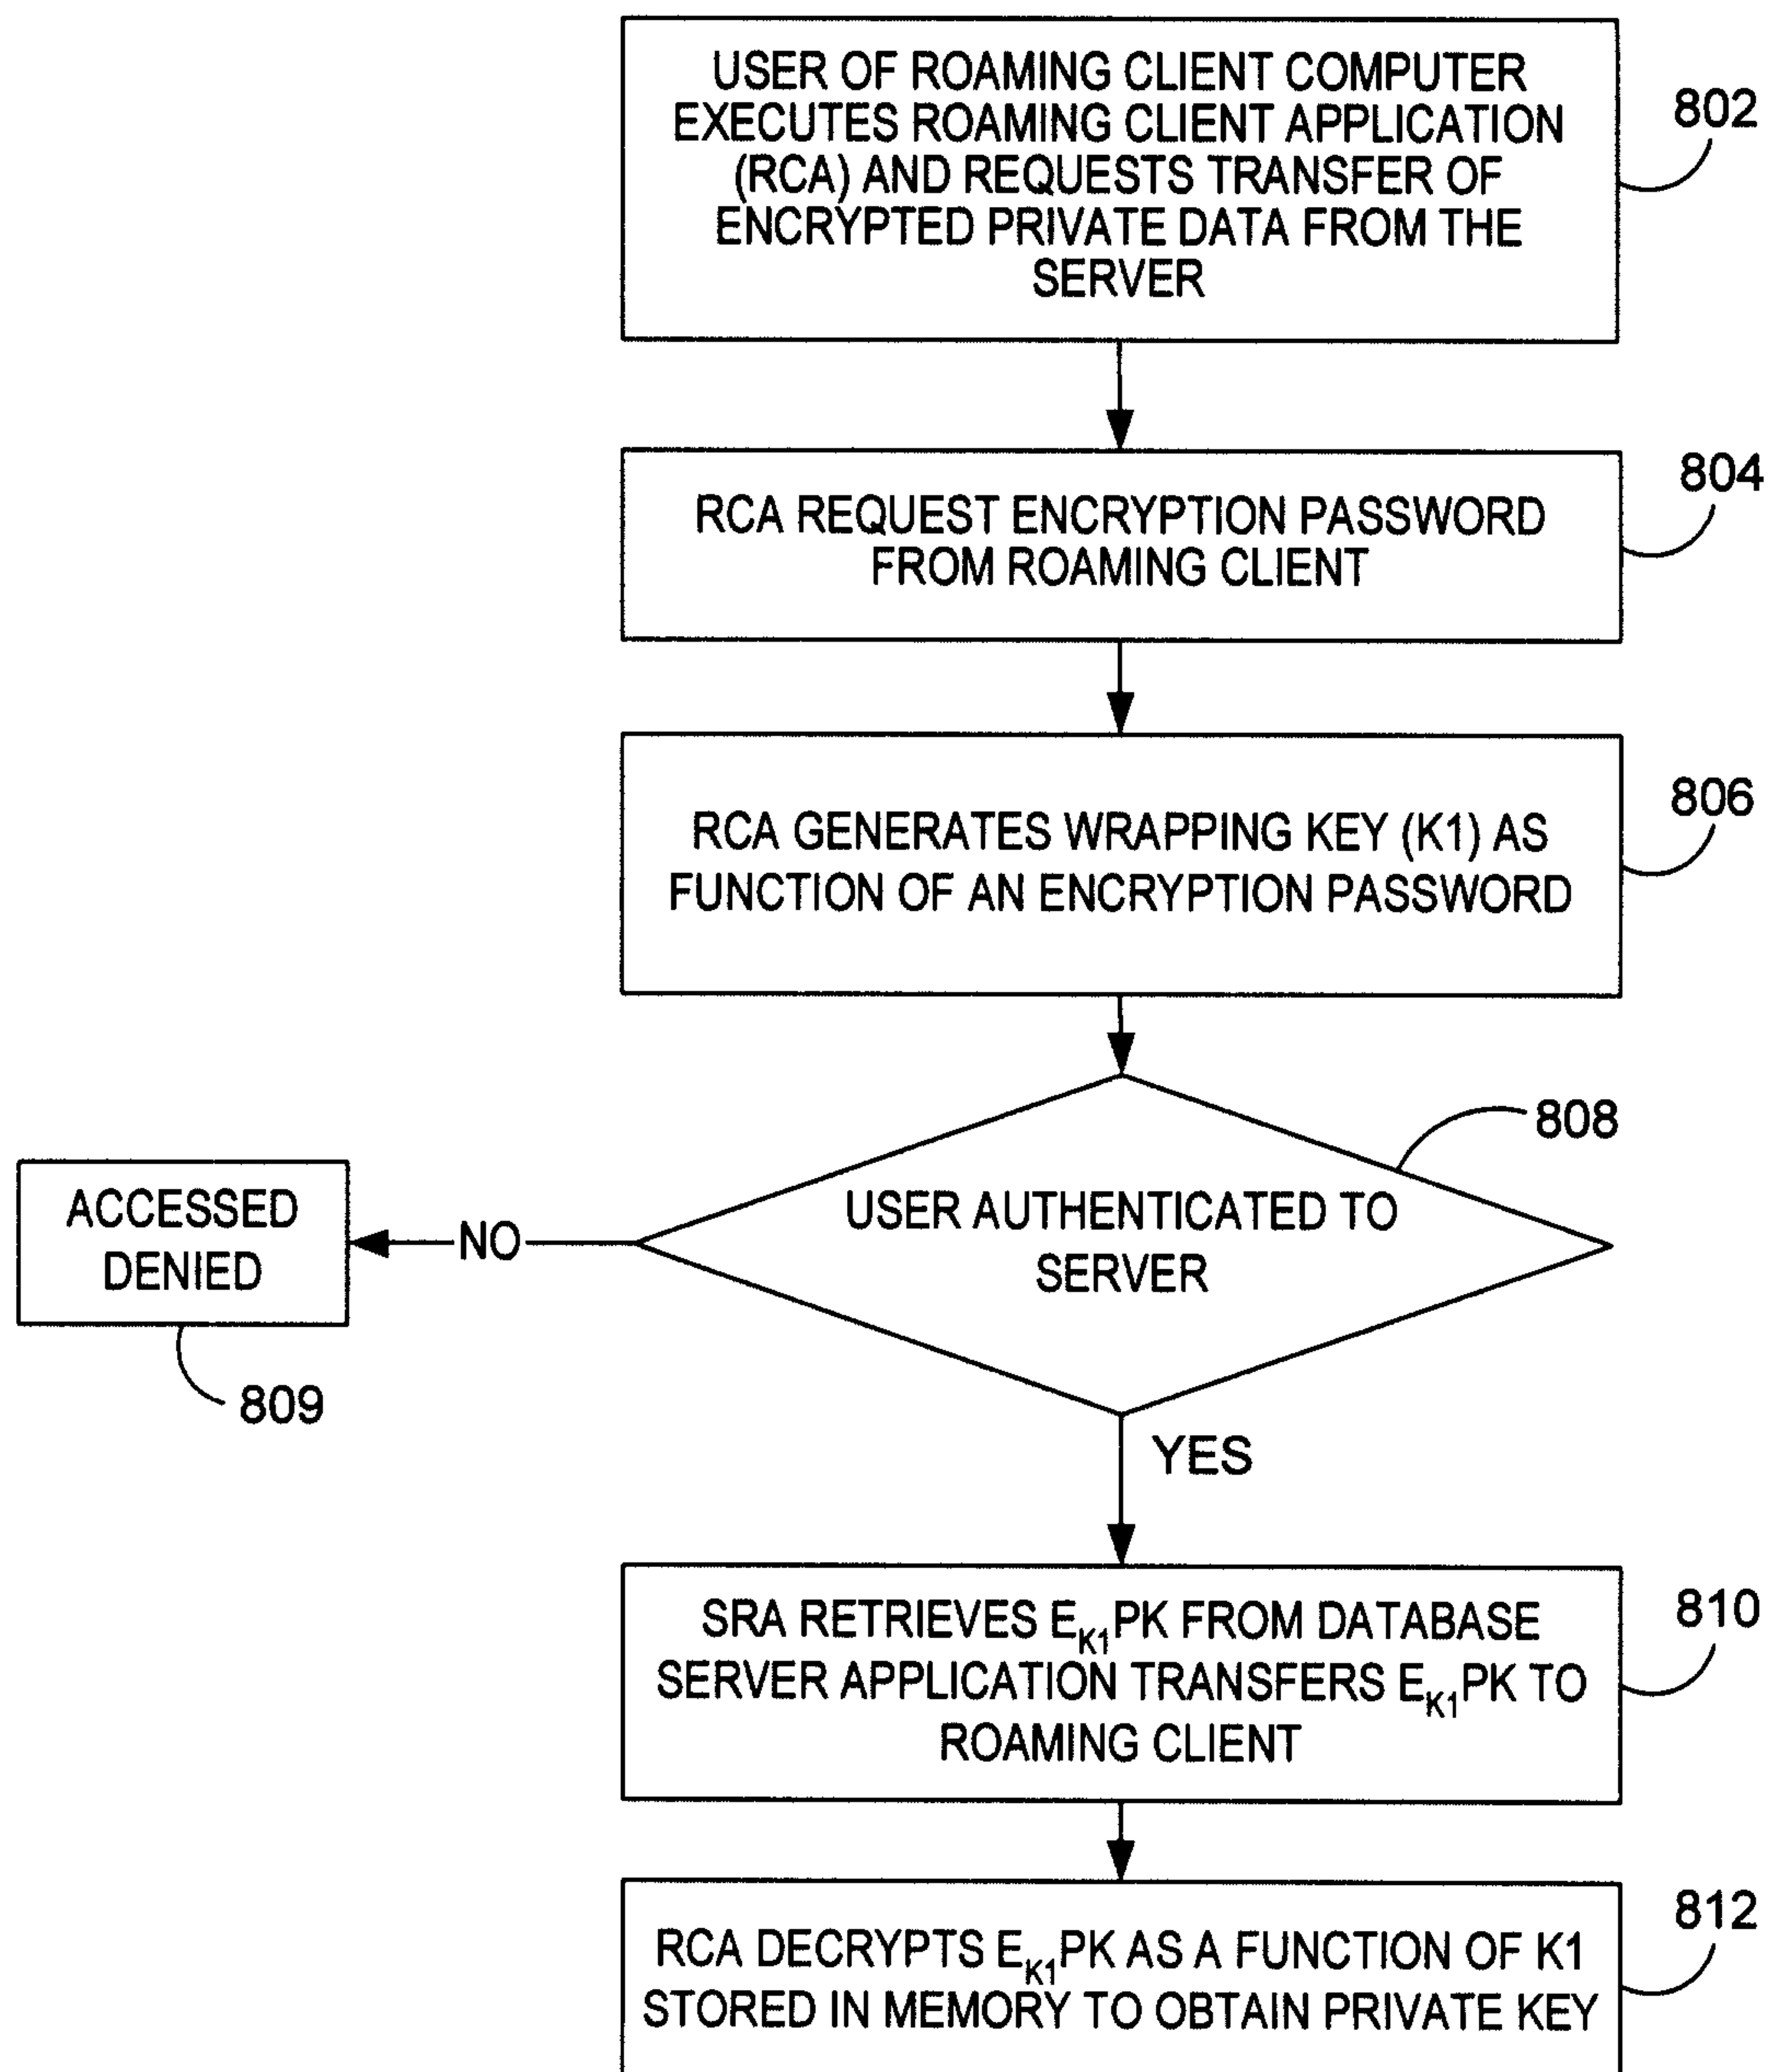 USER OF ROAMING CLIENT COMPUTER
EXECUTES ROAMING CLIENT APPLICATION
(RCA) AND REQUESTS TRANSFER OF
ENCRYPTED PRIVATE DATA FROM THE
SERVER
802
RCA REQUEST ENCRYPTION PASSWORD
FROM ROAMING CLIENT
804
RCA GENERATES WRAPPING KEY (K1) AS
FUNCTION OF AN ENCRYPTION PASSWORD
806
USER AUTHENTICATED TO
SERVER
808
NO
ACCESSED
DENIED
809
YES
SRA RETRIEVES E_K1PK FROM DATABASE
SERVER APPLICATION TRANSFERS E_K1PK TO
ROAMING CLIENT
810
RCA DECRYPTS E_K1PK AS A FUNCTION OF K1
STORED IN MEMORY TO OBTAIN PRIVATE KEY
812